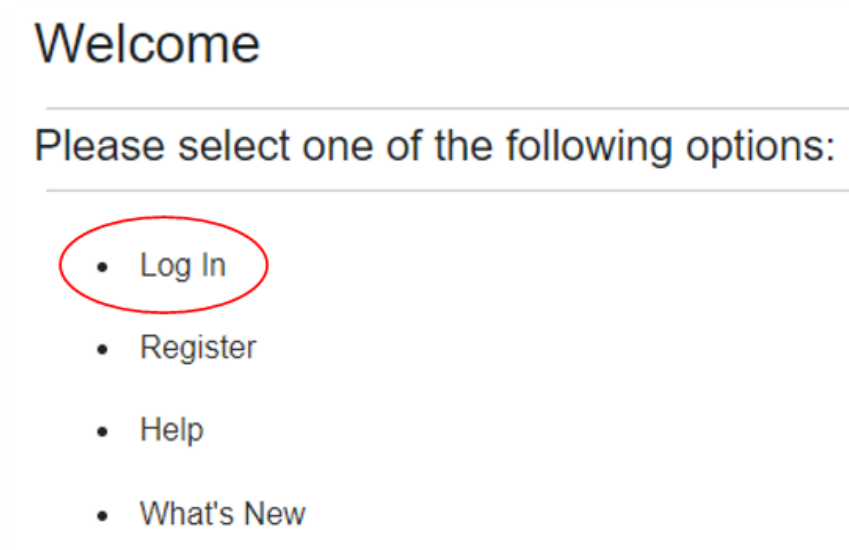 Welcome
Please select one of the following options:
• Log In
• Register
• Help
• What's New